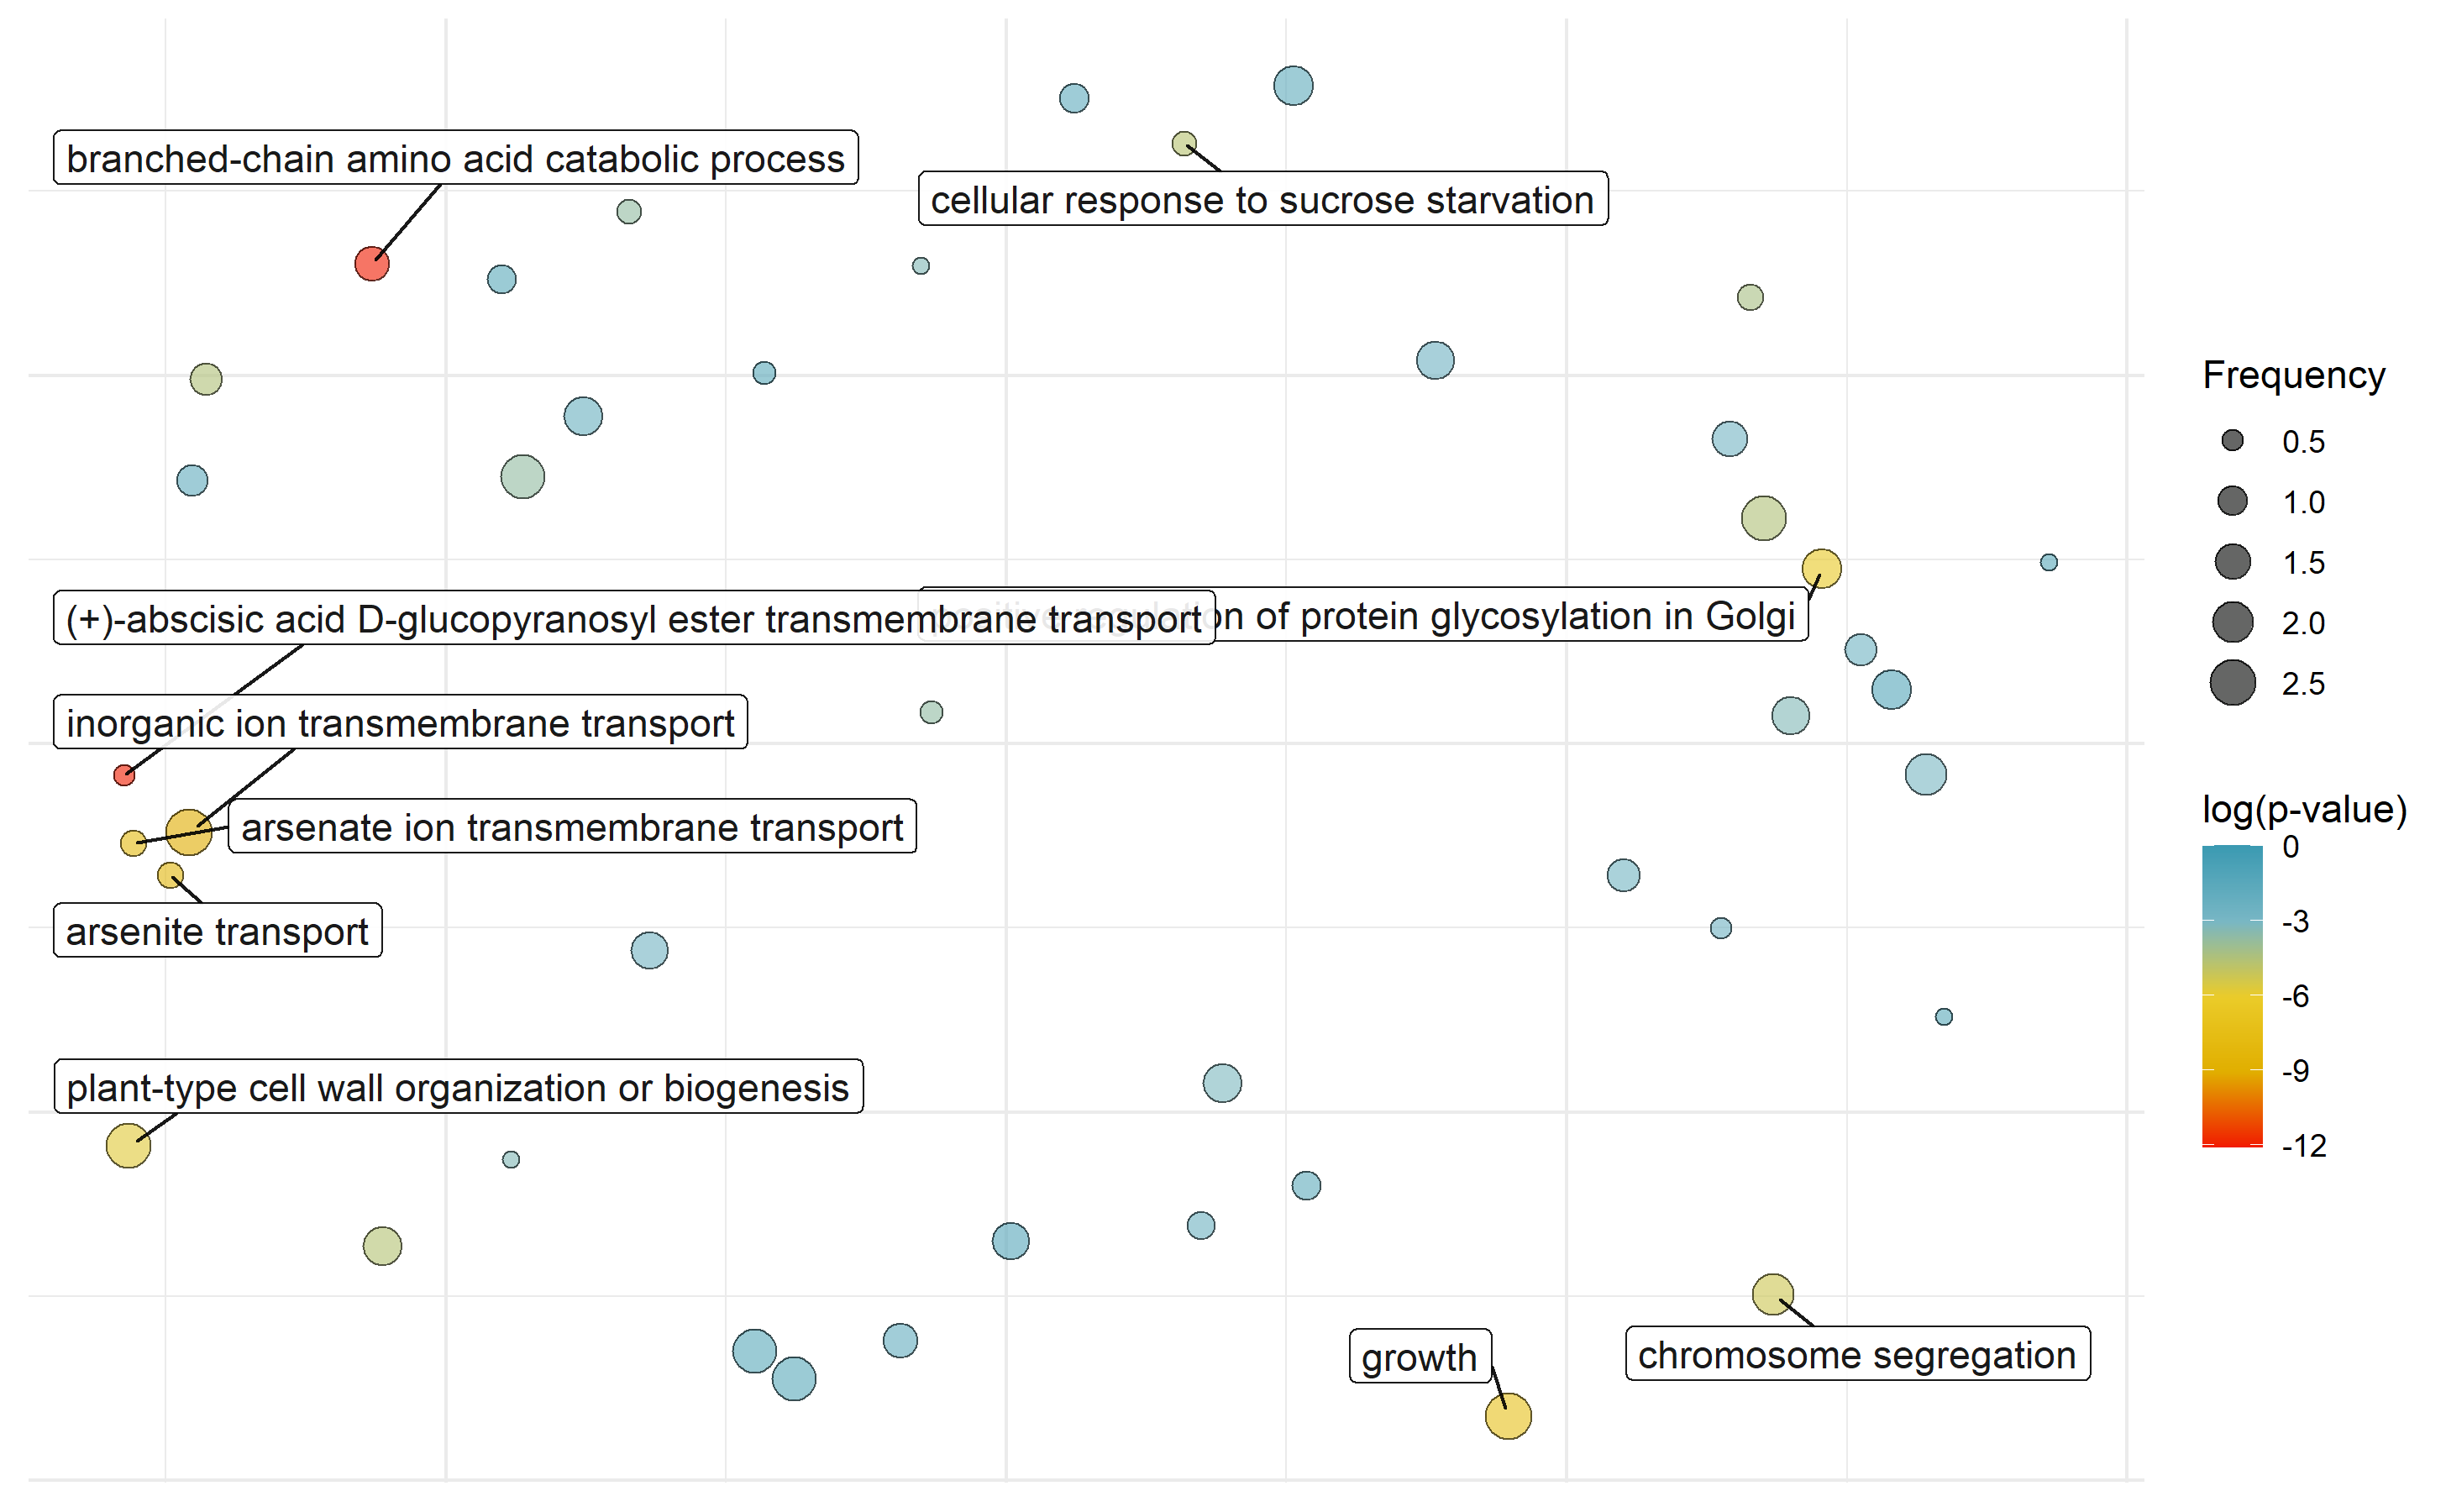 branched-chain amino acid catabolic process
cellular response to sucrose starvation
(+)-abscisic acid D-glucopyranosyl ester transmembrane transport
of protein glycosylation in Golgi
inorganic ion transmembrane transport
arsenate ion transmembrane transport
arsenite transport
plant-type cell wall organization or biogenesis
growth
chromosome segregation
Frequency
0.5
1.0
1.5
2.0
2.5
log(p-value)
0
-3
-6
-9
-12